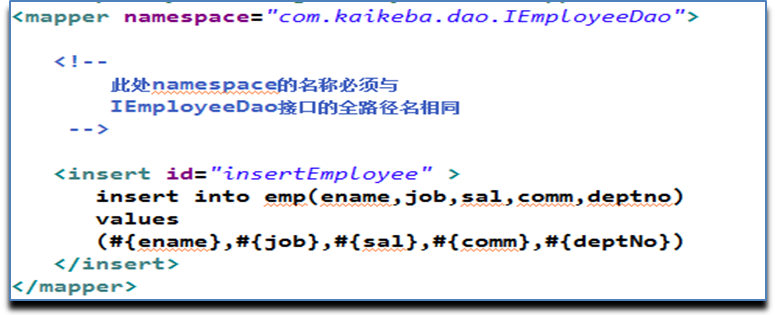 <mapper namespace="com.kaikeba.dao.IEmployeeDao">
<!--
此处namespace的名称必须与
IEmployeeDao接口的全路径名相同
-->
<insert id="insertEmployee" >
insert into emp(ename,job,sal,comm,deptno)
values
(#{ename},#{job},#{sal},#{comm},#{deptNo})
</insert>
</mapper>